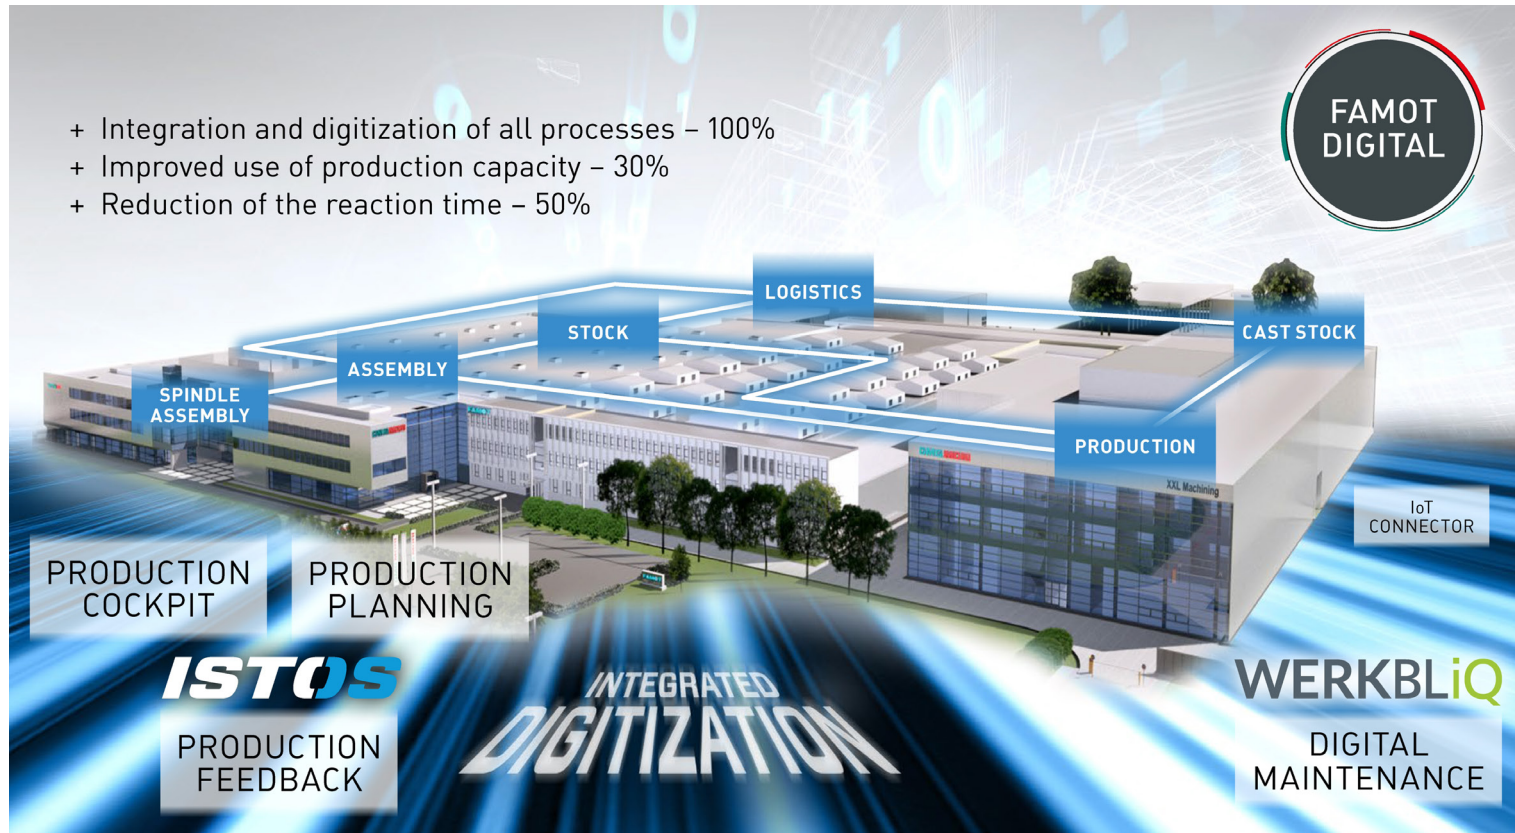 + Integration and digitization of all processes – 100%
+ Improved use of production capacity – 30%
+ Reduction of the reaction time – 50%
FAMOT
DIGITAL
LOGISTICS
STOCK
CAST STOCK
ASSEMBLY
SPINDLE
ASSEMBLY
PRODUCTION
FAMOT
XXL Machining
IoT
CONNECTOR
PRODUCTION
COCKPIT
PRODUCTION
PLANNING
FAMOT
ISTOS
PRODUCTION
FEEDBACK
INTEGRATED
DIGITIZATION
WERKBLiQ
DIGITAL
MAINTENANCE